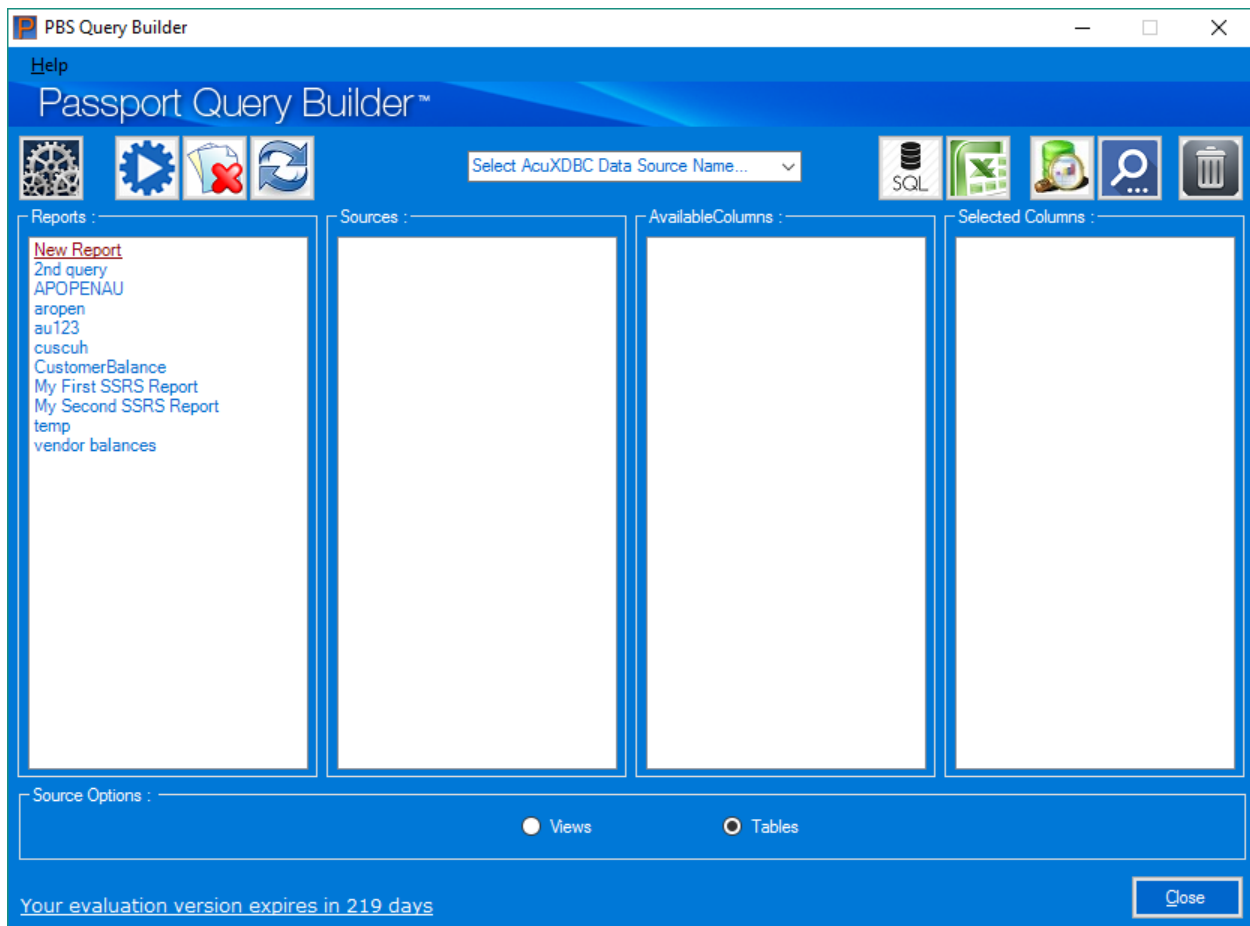 PBS Query Builder
Help
Passport Query Builder™
Select AcuXDBC Data Source Name...
SQL
Reports :
Sources :
AvailableColumns :
Selected Columns :
New Report
2nd query
APOPENAU
aropen
au123
cuscuh
CustomerBalance
My First SSRS Report
My Second SSRS Report
temp
vendor balances
Source Options :
Views
Tables
Your evaluation version expires in 219 days
Close